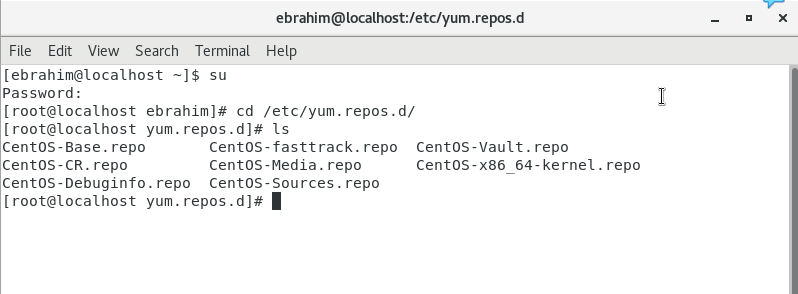 ebrahim@localhost:/etc/yum.repos.d
File Edit View Search Terminal Help
[ebrahim@localhost ~]$ su
Password:
[root@localhost ebrahim]# cd /etc/yum.repos.d/
[root@localhost yum.repos.d]# ls
CentOS-Base.repo CentOS-fasttrack.repo CentOS-Vault.repo
CentOS-CR.repo CentOS-Media.repo CentOS-x86_64-kernel.repo
CentOS-Debuginfo.repo CentOS-Sources.repo
[root@localhost yum.repos.d]#